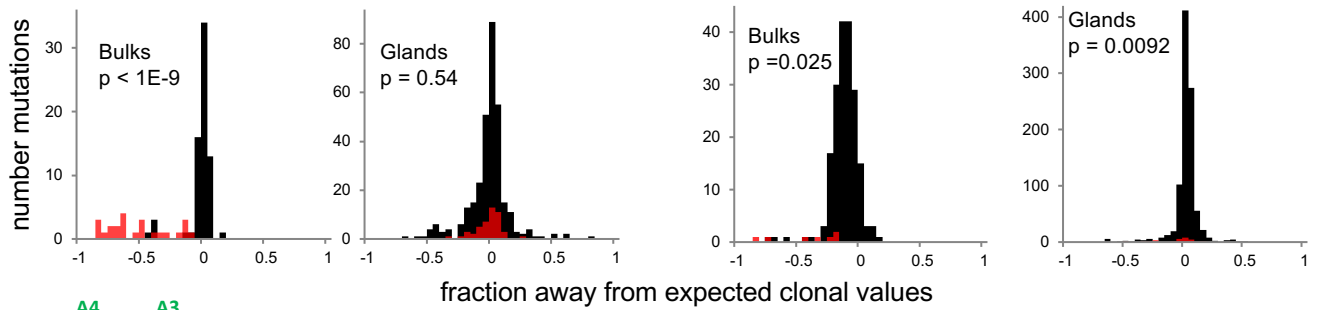 number mutations
Bulks
p < 1E-9
30
20
10
0
-1 -0.5 0 0.5 1
Glands
p = 0.54
80
60
40
20
0
-1 -0.5 0 0.5 1
Bulks
p =0.025
40
30
20
10
0
-1 -0.5 0 0.5 1
Glands
p = 0.0092
400
300
200
100
0
-1 -0.5 0 0.5 1
fraction away from expected clonal values
A4 A3